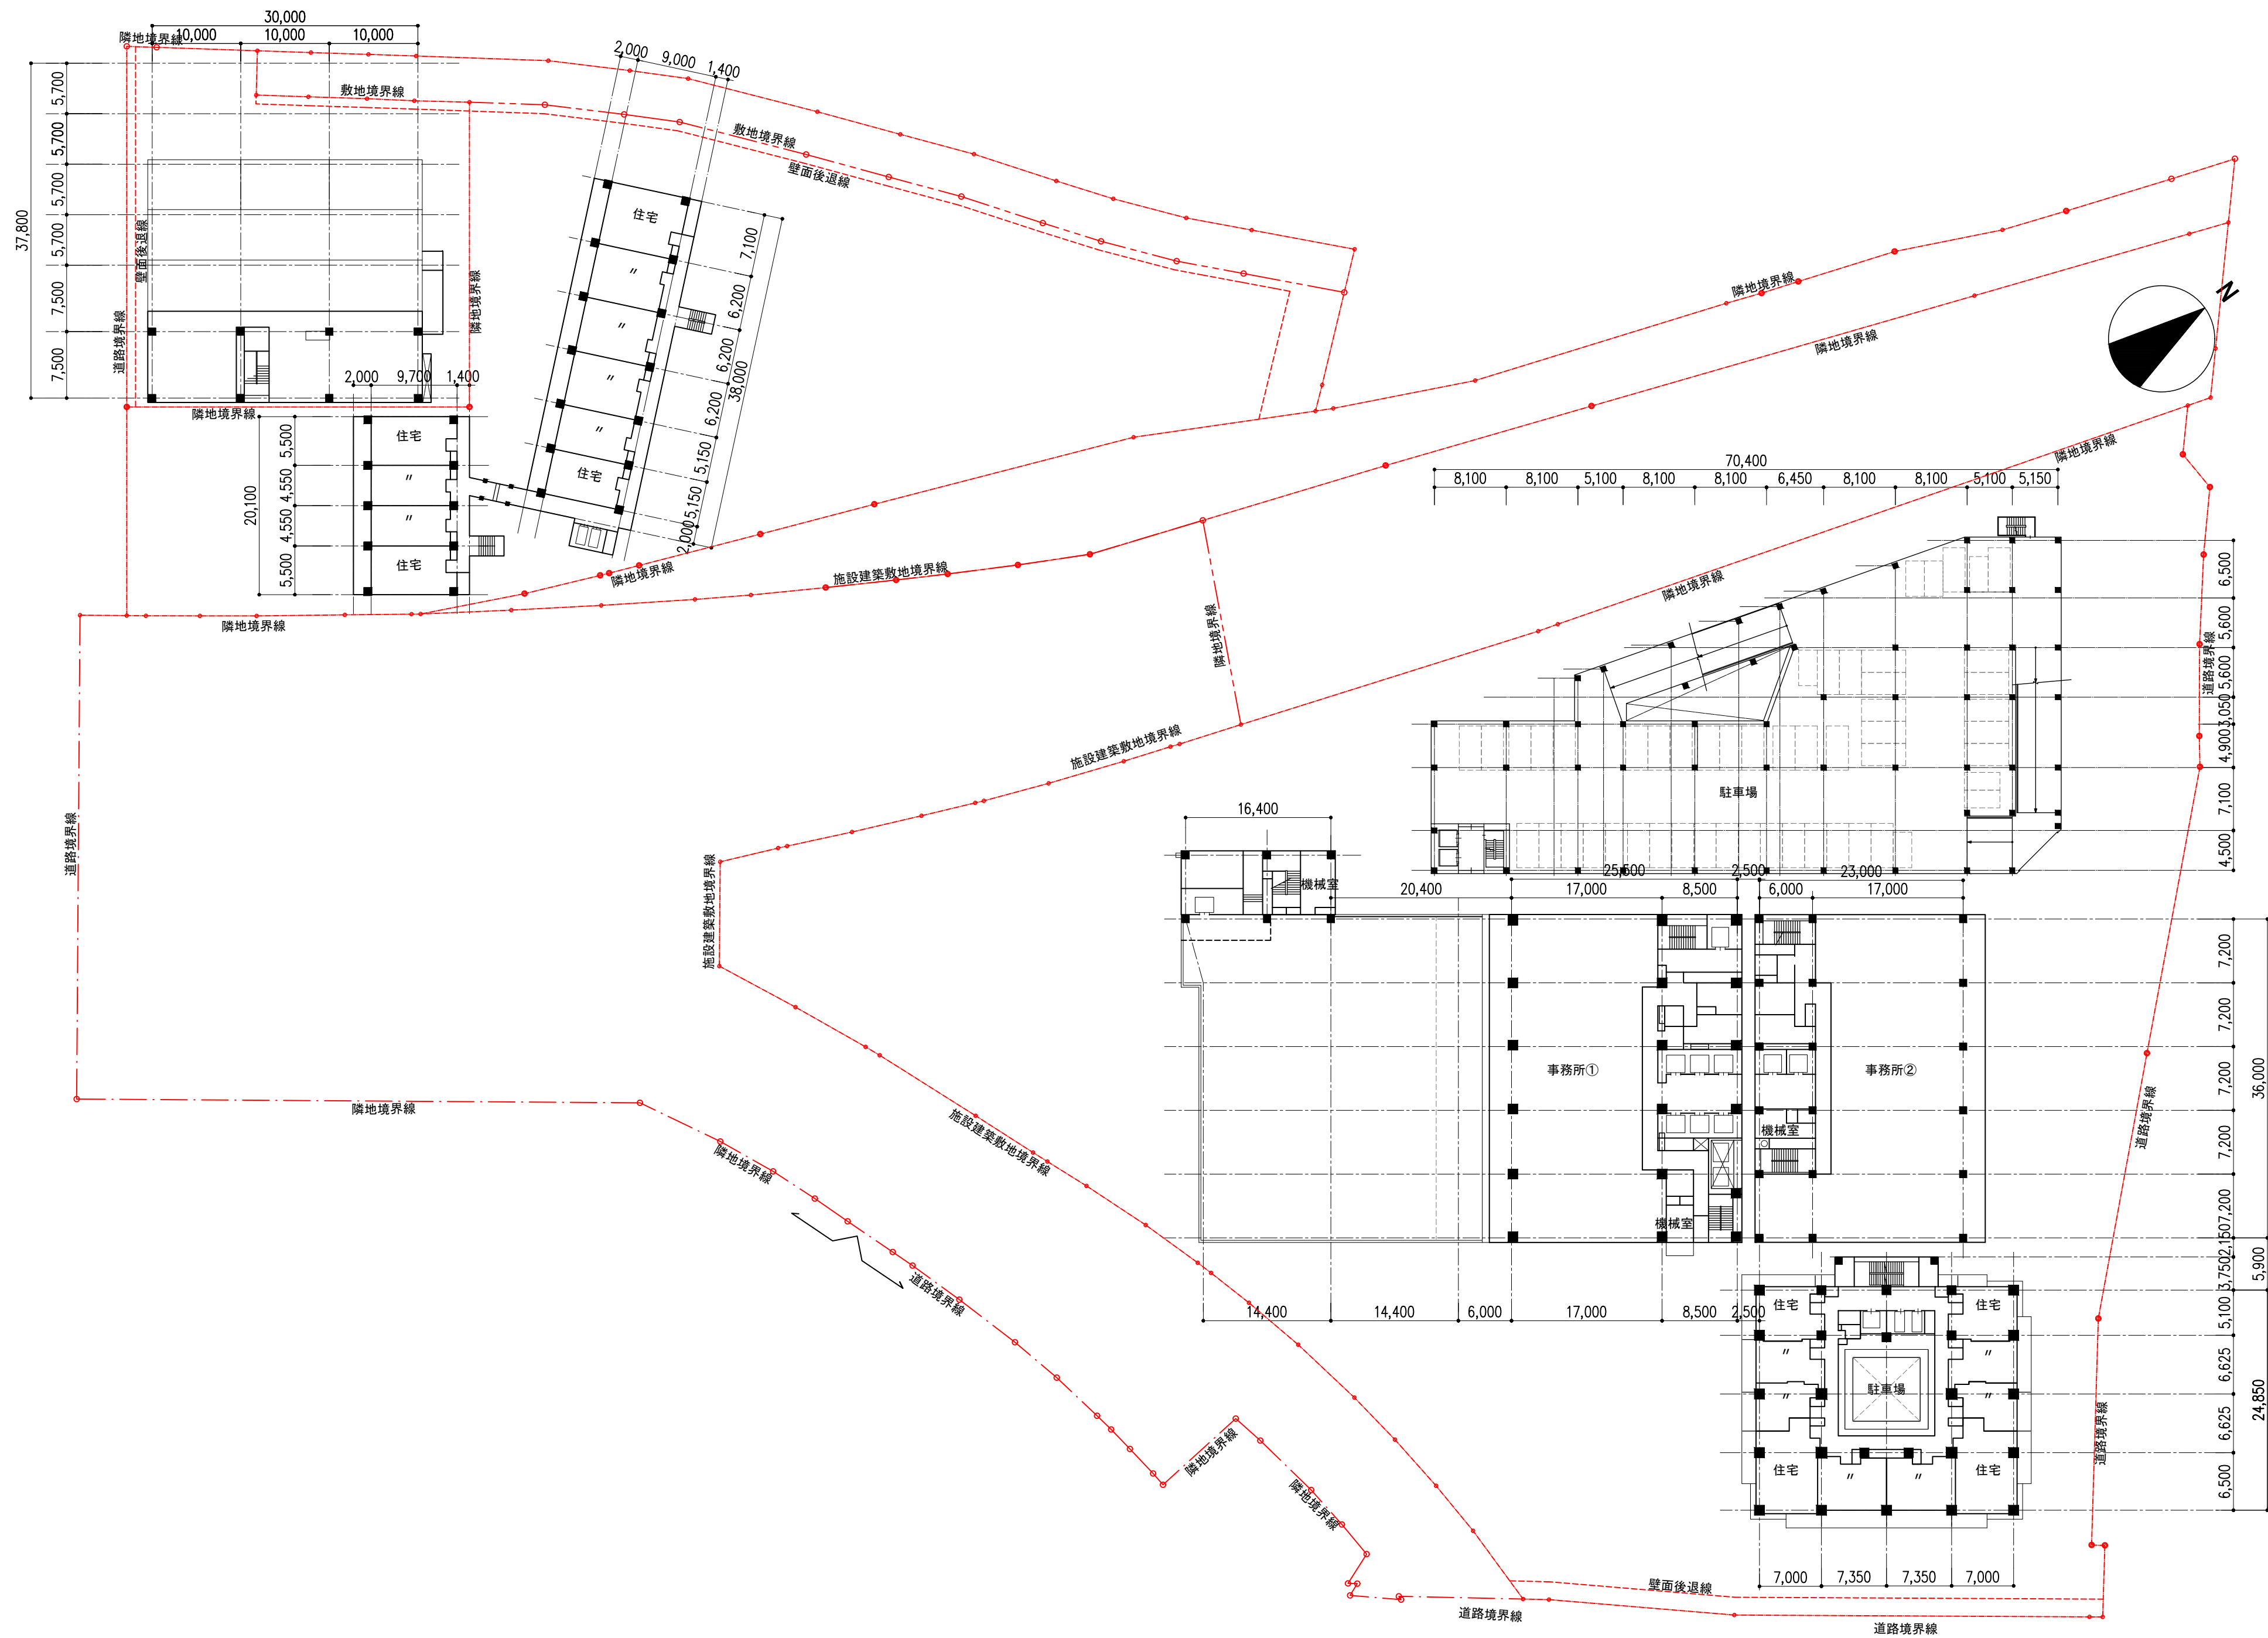 30,000
10,000
10,000
10,000
隣地境界線
敷地境界線
37,800
5,700
5,700
5,700
5,700
7,500
7,500
壁面後退線
道路境界線
隣地境界線
隣地境界線
2,000
9,700
1,400
20,100
5,500
4,550
4,550
5,500
住宅
〃
〃
住宅
2,000
9,000
1,400
敷地境界線
壁面後退線
住宅
〃
〃
〃
〃
住宅
7,100
6,200
6,200
6,200
5,150
5,150
2,000
38,000
隣地境界線
施設建築敷地境界線
隣地境界線
隣地境界線
隣地境界線
隣地境界線
N
隣地境界線
隣地境界線
施設建築敷地境界線
施設建築敷地境界線
施設建築敷地境界線
道路境界線
隣地境界線
隣地境界線
道路境界線
隣地境界線
隣地境界線
道路境界線
壁面後退線
道路境界線
道路境界線
道路境界線
道路境界線
70,400
8,100
8,100
5,100
8,100
8,100
6,450
8,100
8,100
5,100
5,150
6,500
5,600
5,600
3,050
4,900
7,100
4,500
駐車場
16,400
機械室
20,400
25,500
17,000
8,500
2,500
23,000
6,000
17,000
事務所①
事務所②
機械室
機械室
7,200
7,200
7,200
7,200
7,200
36,000
14,400
14,400
6,000
17,000
8,500
2,500
2,150
3,750
5,900
5,100
6,625
6,625
6,500
24,850
住宅
住宅
〃
〃
〃
〃
駐車場
住宅
〃
〃
住宅
7,000
7,350
7,350
7,000